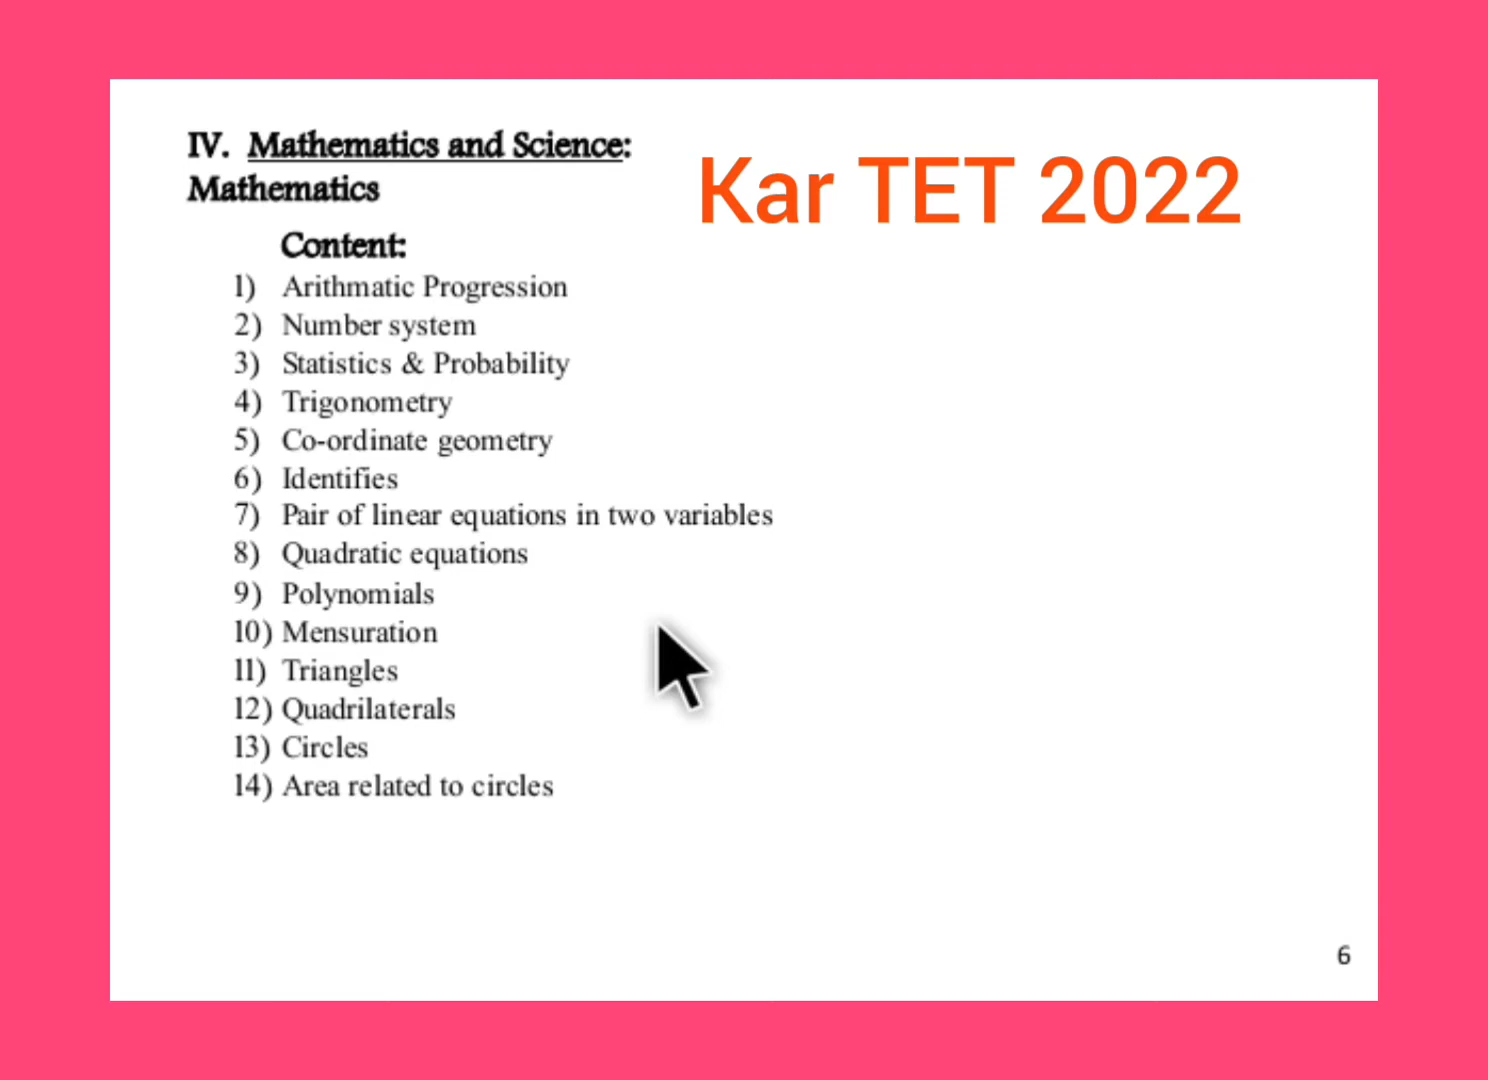 IV. Mathematics and Science:
Kar TET 2022
Mathematics
Content:
1) Arithmatic Progression
2) Number system
3) Statistics & Probability
4) Trigonometry
5) Co-ordinate geometry
6) Identifies
7) Pair of linear equations in two variables
8) Quadratic equations
9) Polynomials
10) Mensuration
11) Triangles
12) Quadrilaterals
13) Circles
14) Area related to circles
6